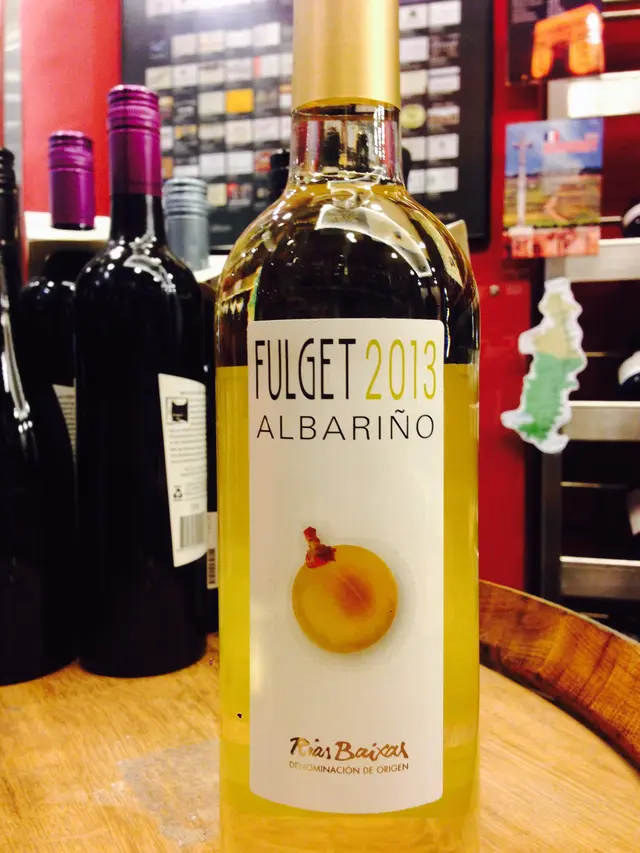 FULGET 2013
ALBARIÑO
Rías Baixas
DENOMINACIÓN DE ORIGEN